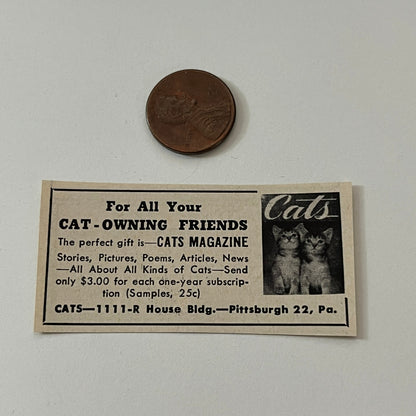 For All Your
CAT-OWNING FRIENDS
The perfect gift is—CATS MAGAZINE
Stories, Pictures, Poems, Articles, News
—All About All Kinds of Cats—Send
only $3.00 for each one-year subscrip-
tion (Samples, 25c)
CATS—1111-R House Bldg.—Pittsburgh 22, Pa.
Cats